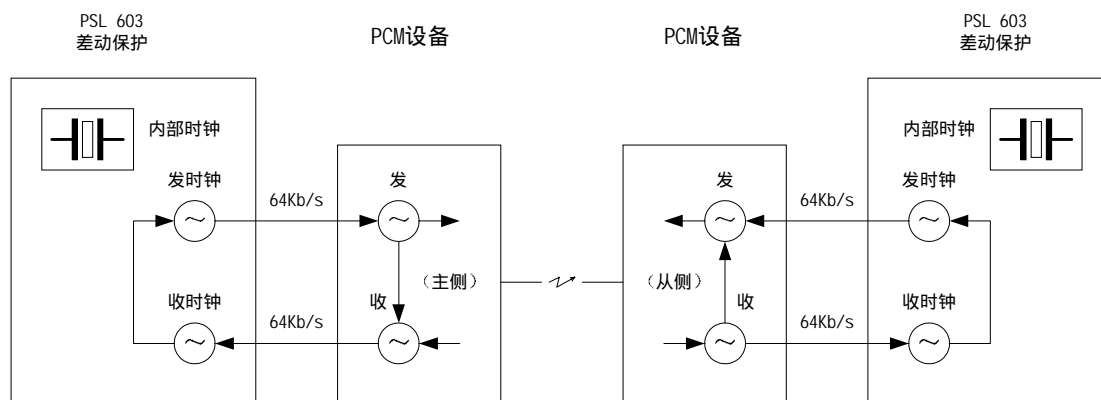 PSL 603
差动保护
PCM设备
PCM设备
PSL 603
差动保护
内部时钟
内部时钟
发时钟
64Kb/s
发
发
64Kb/s
发时钟
（主侧）
（从侧）
收时钟
64Kb/s
收
收
64Kb/s
收时钟